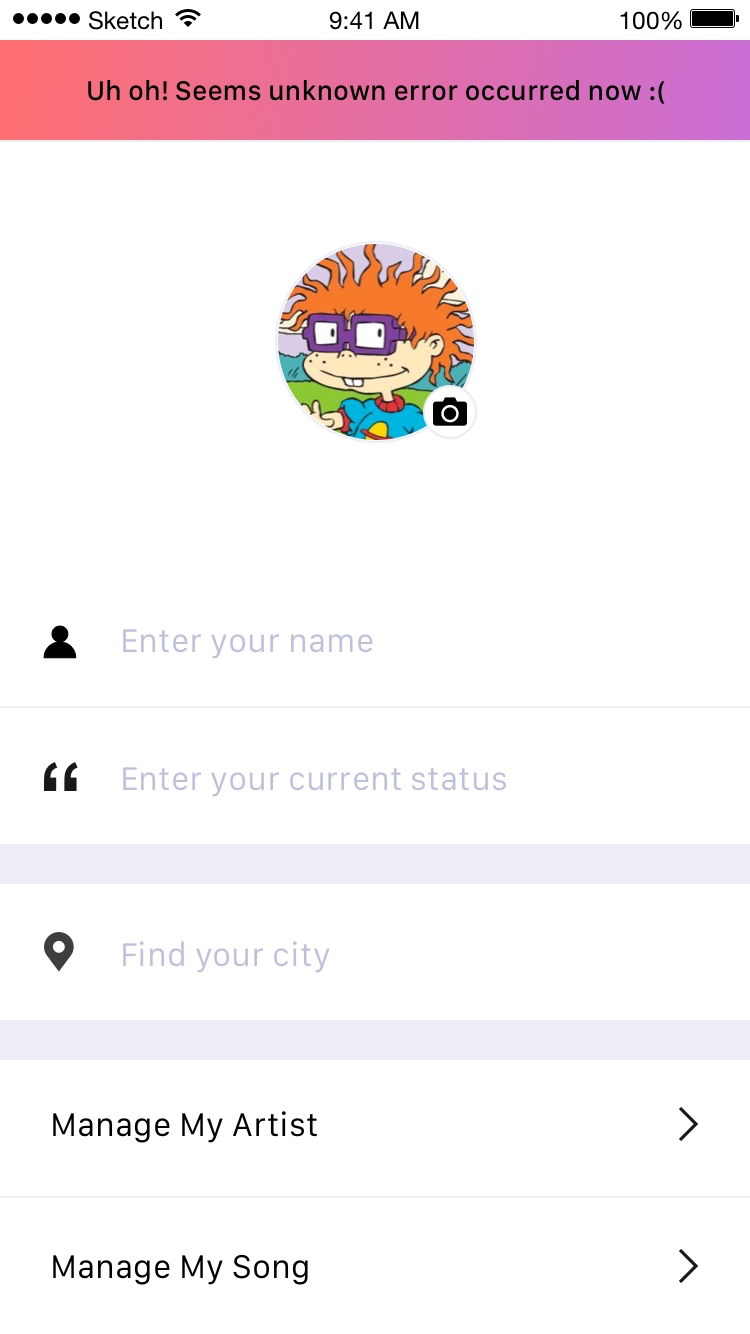 Sketch 9:41 AM 100%
Uh oh! Seems unknown error occurred now :(
Enter your name
Enter your current status
Find your city
Manage My Artist
Manage My Song